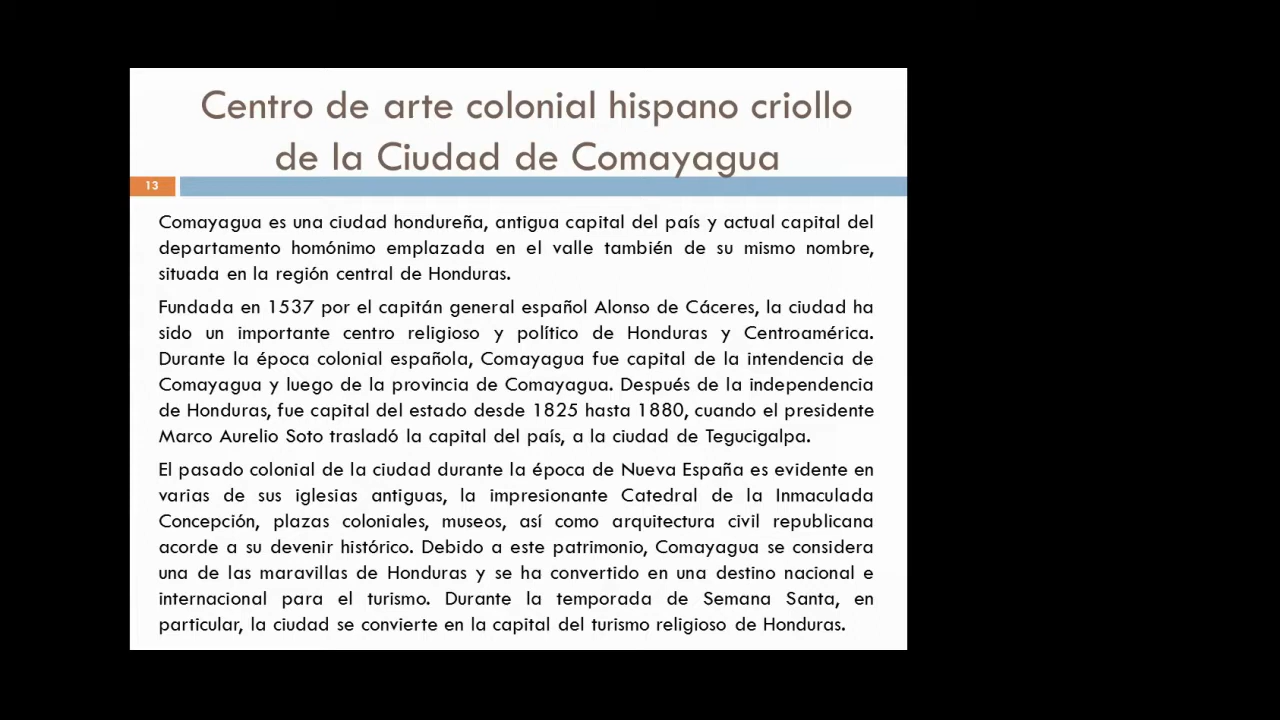 Centro de arte colonial hispano criollo
de la Ciudad de Comayagua
13
Comayagua es una ciudad hondureña, antigua capital del país y actual capital del
departamento homónimo emplazada en el valle también de su mismo nombre,
situada en la región central de Honduras.
Fundada en 1537 por el capitán general español Alonso de Cáceres, la ciudad ha
sido un importante centro religioso y político de Honduras y Centroamérica.
Durante la época colonial española, Comayagua fue capital de la intendencia de
Comayagua y luego de la provincia de Comayagua. Después de la independencia
de Honduras, fue capital del estado desde 1825 hasta 1880, cuando el presidente
Marco Aurelio Soto trasladó la capital del país, a la ciudad de Tegucigalpa.
El pasado colonial de la ciudad durante la época de Nueva España es evidente en
varias de sus iglesias antiguas, la impresionante Catedral de la Inmaculada
Concepción, plazas coloniales, museos, así como arquitectura civil republicana
acorde a su devenir histórico. Debido a este patrimonio, Comayagua se considera
una de las maravillas de Honduras y se ha convertido en una destino nacional e
internacional para el turismo. Durante la temporada de Semana Santa, en
particular, la ciudad se convierte en la capital del turismo religioso de Honduras.